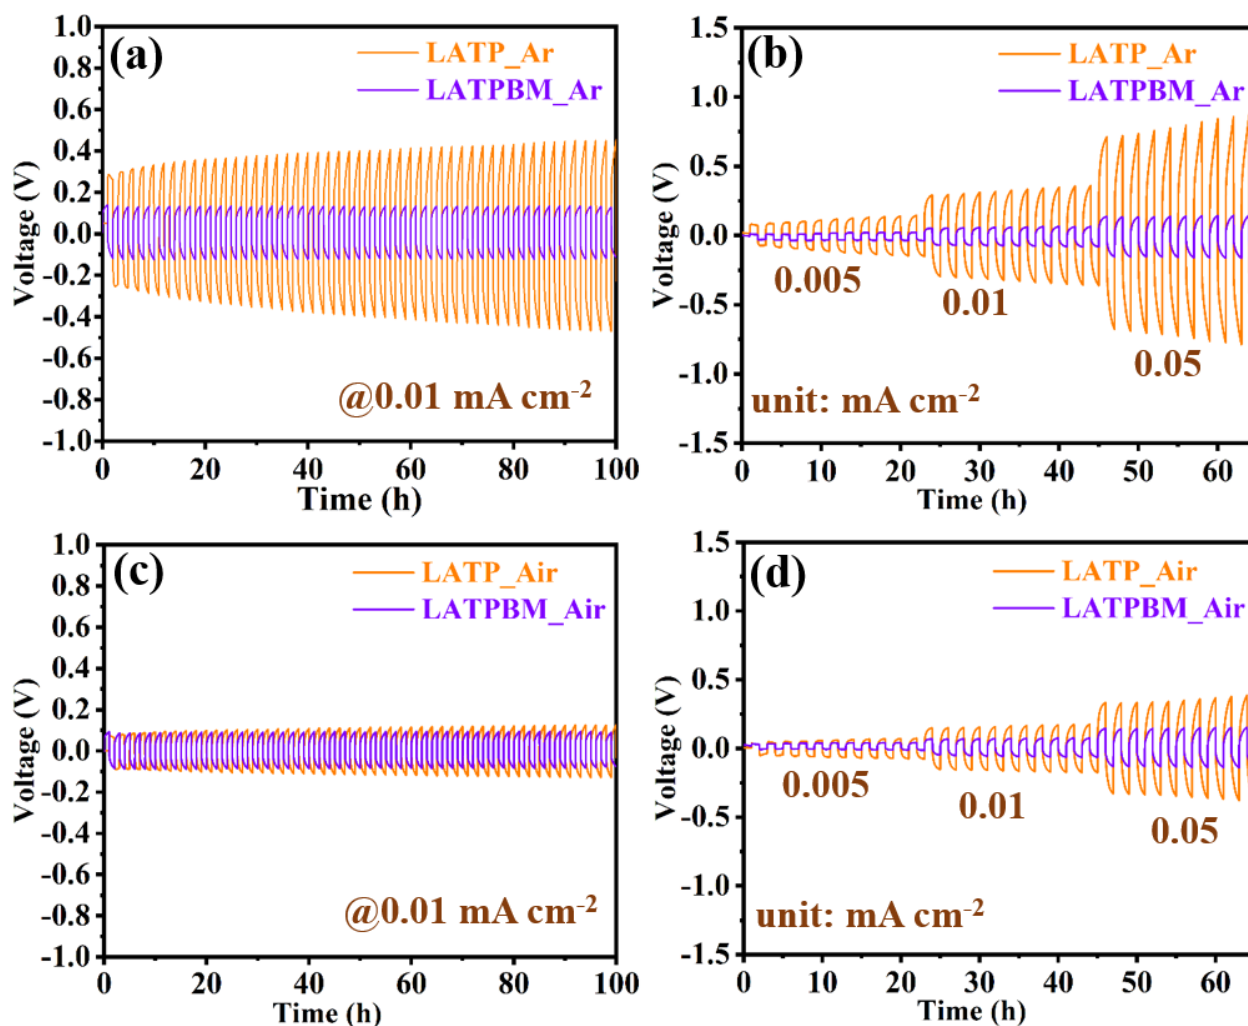 (a)
LATP_Ar
LATPBM_Ar
1.0
0.8
0.6
0.4
0.2
0.0
-0.2
-0.4
-0.6
-0.8
-1.0
Voltage (V)
@0.01 mA cm-2
0 20 40 60 80 100
Time (h)
(b)
LATP_Ar
LATPBM_Ar
1.5
1.0
0.5
0.0
-0.5
-1.0
-1.5
Voltage (V)
0.005
0.01
0.05
unit: mA cm-2
0 10 20 30 40 50 60
Time (h)
(c)
LATP_Air
LATPBM_Air
1.0
0.8
0.6
0.4
0.2
0.0
-0.2
-0.4
-0.6
-0.8
-1.0
Voltage (V)
@0.01 mA cm-2
0 20 40 60 80 100
Time (h)
(d)
LATP_Air
LATPBM_Air
1.5
1.0
0.5
0.0
-0.5
-1.0
-1.5
Voltage (V)
0.005
0.01
0.05
unit: mA cm-2
0 10 20 30 40 50 60
Time (h)